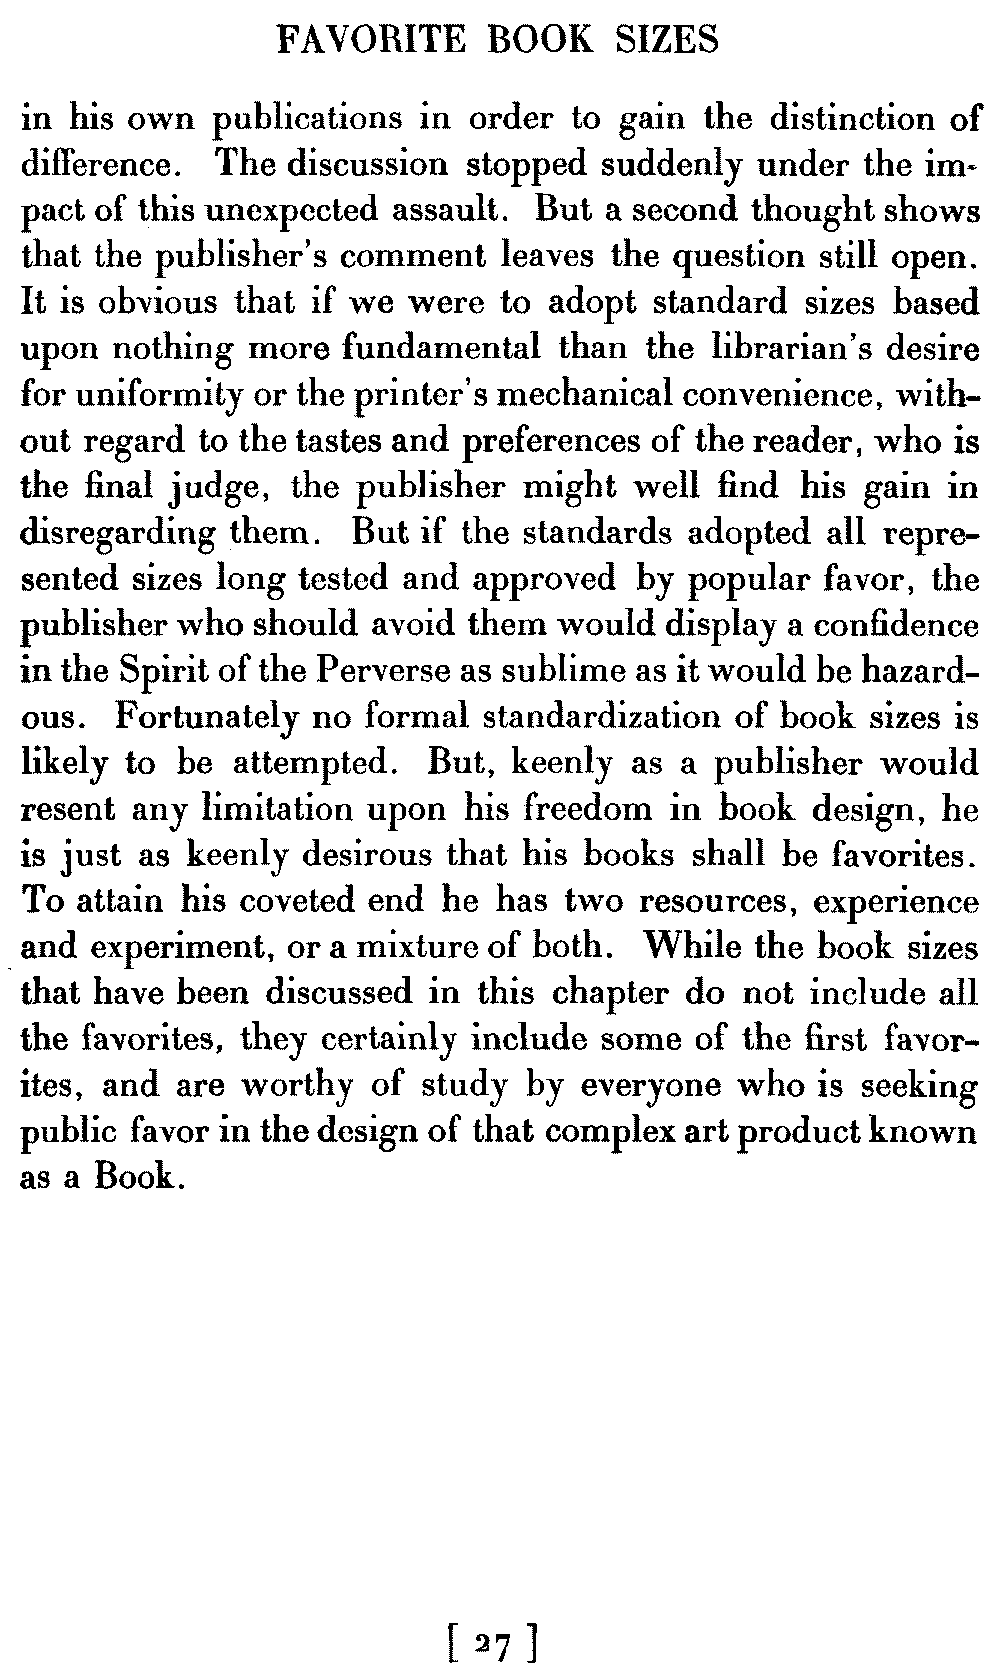 FAVORITE BOOK SIZES
in his own publications in order to gain the distinction of
difference. The discussion stopped suddenly under the im-
pact of this unexpected assault. But a second thought shows
that the publisher's comment leaves the question still open.
It is obvious that if we were to adopt standard sizes based
upon nothing more fundamental than the librarian's desire
for uniformity or the printer's mechanical convenience, with-
out regard to the tastes and preferences of the reader, who is
the final judge, the publisher might well find his gain in
disregarding them. But if the standards adopted all repre-
sented sizes long tested and approved by popular favor, the
publisher who should avoid them would display a confidence
in the Spirit of the Perverse as sublime as it would be hazard-
ous. Fortunately no formal standardization of book sizes is
likely to be attempted. But, keenly as a publisher would
resent any limitation upon his freedom in book design, he
is just as keenly desirous that his books shall be favorites.
To attain his coveted end he has two resources, experience
and experiment, or a mixture of both. While the book sizes
that have been discussed in this chapter do not include all
the favorites, they certainly include some of the first favor-
ites, and are worthy of study by everyone who is seeking
public favor in the design of that complex art product known
as a Book.
[ 27 ]